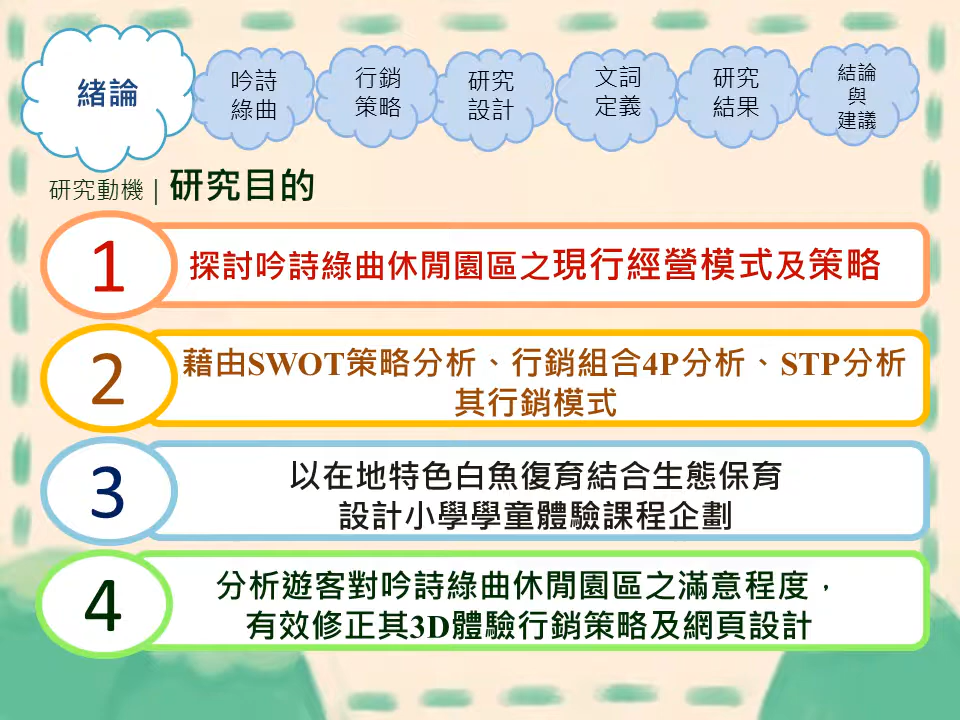 緒論
吟詩
綠曲
行銷
策略
研究
設計
文詞
定義
研究
結果
結論
與
建議
研究動機｜研究目的
1
探討吟詩綠曲休閒園區之現行經營模式及策略
2
藉由SWOT策略分析、行銷組合4P分析、STP分析
其行銷模式
3
以在地特色白魚復育結合生態保育
設計小學學童體驗課程企劃
4
分析遊客對吟詩綠曲休閒園區之滿意程度，
有效修正其3D體驗行銷策略及網頁設計